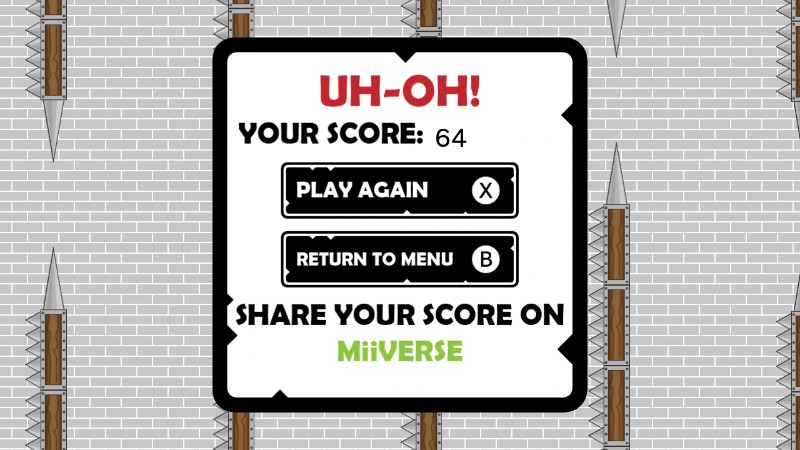 UH-OH!
YOUR SCORE: 64
PLAY AGAIN X
RETURN TO MENU B
SHARE YOUR SCORE ON
MiiVERSE